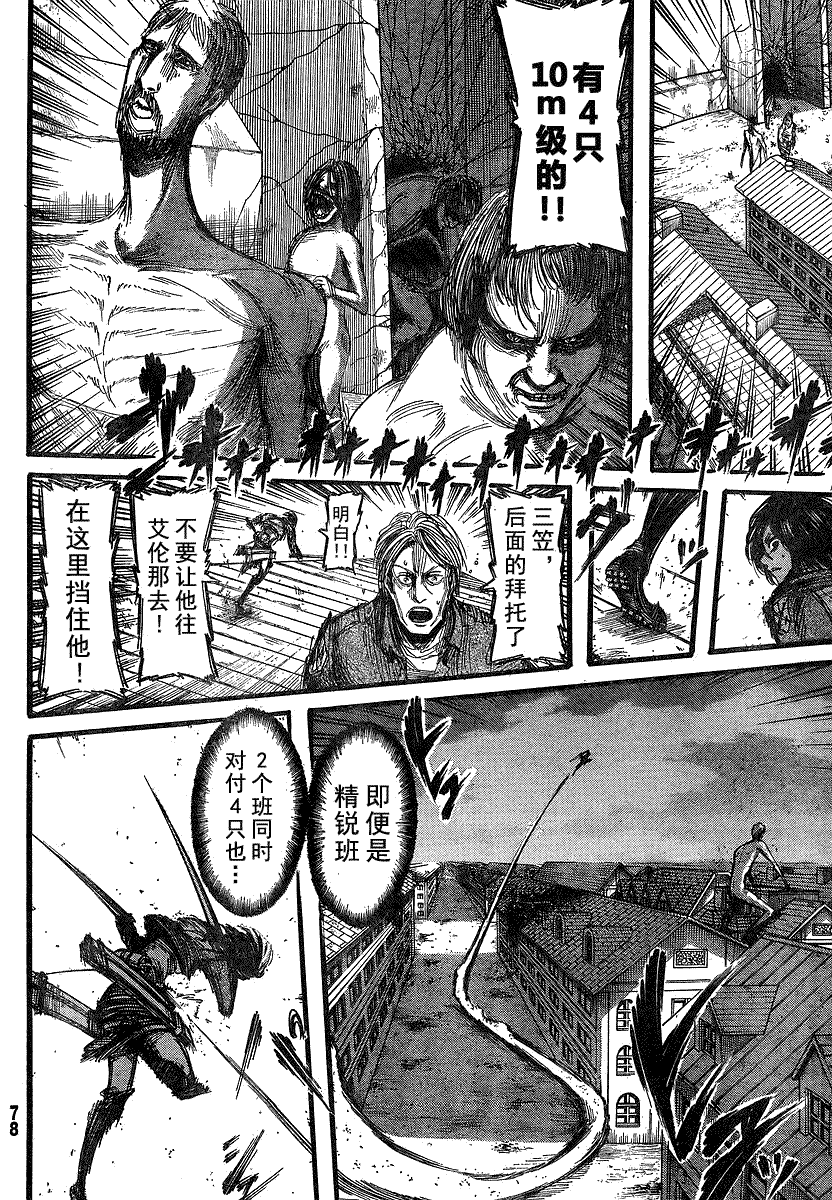 有4只
10m级的!!
三笠,
后面的拜托了
明白!!
不要让他往
艾伦那去!
在这里挡住他!
即便是
精锐班
2个班同时
对付4只也…
78